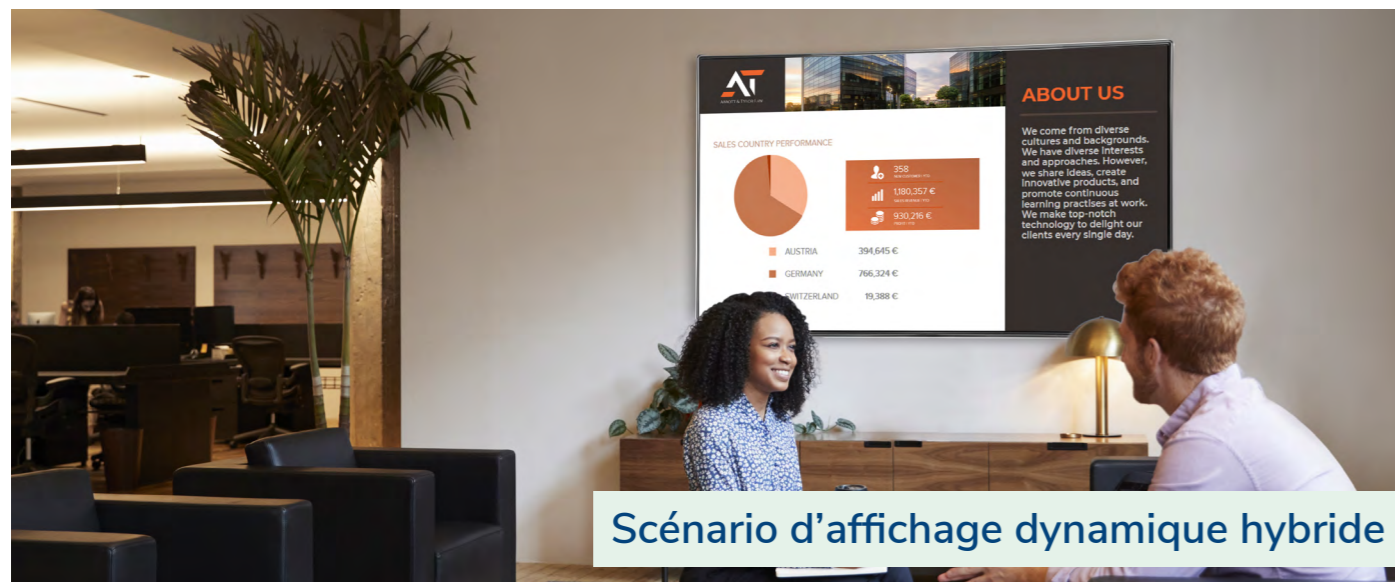 AT
SALES COUNTRY PERFORMANCE
358
1,180,357 €
930,216 €
AUSTRIA 394,645 €
GERMANY 766,324 €
SWITZERLAND 19,388 €
ABOUT US
We come from diverse
cultures and backgrounds.
We have diverse interests
and approaches. However,
we share ideas, create
innovative products, and
promote continuous
learning practises at work.
We make top-notch
technology to delight our
clients every single day.
Scénario d'affichage dynamique hybride